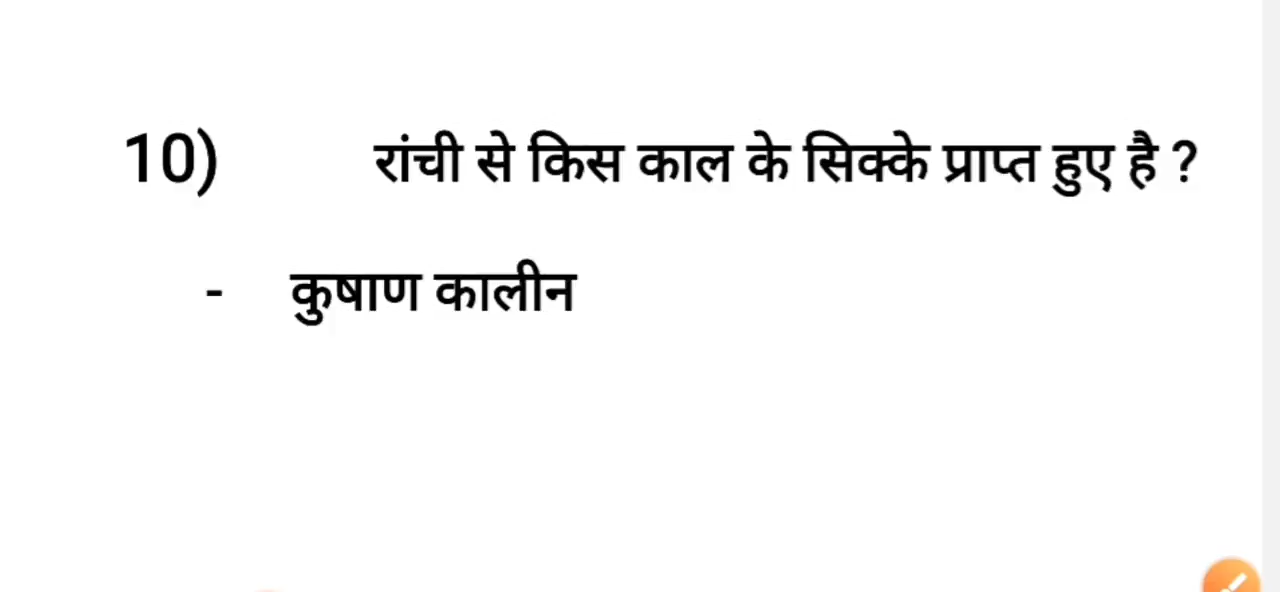 10) रांची से किस काल के सिक्के प्राप्त हुए है ?
- कुषाण कालीन